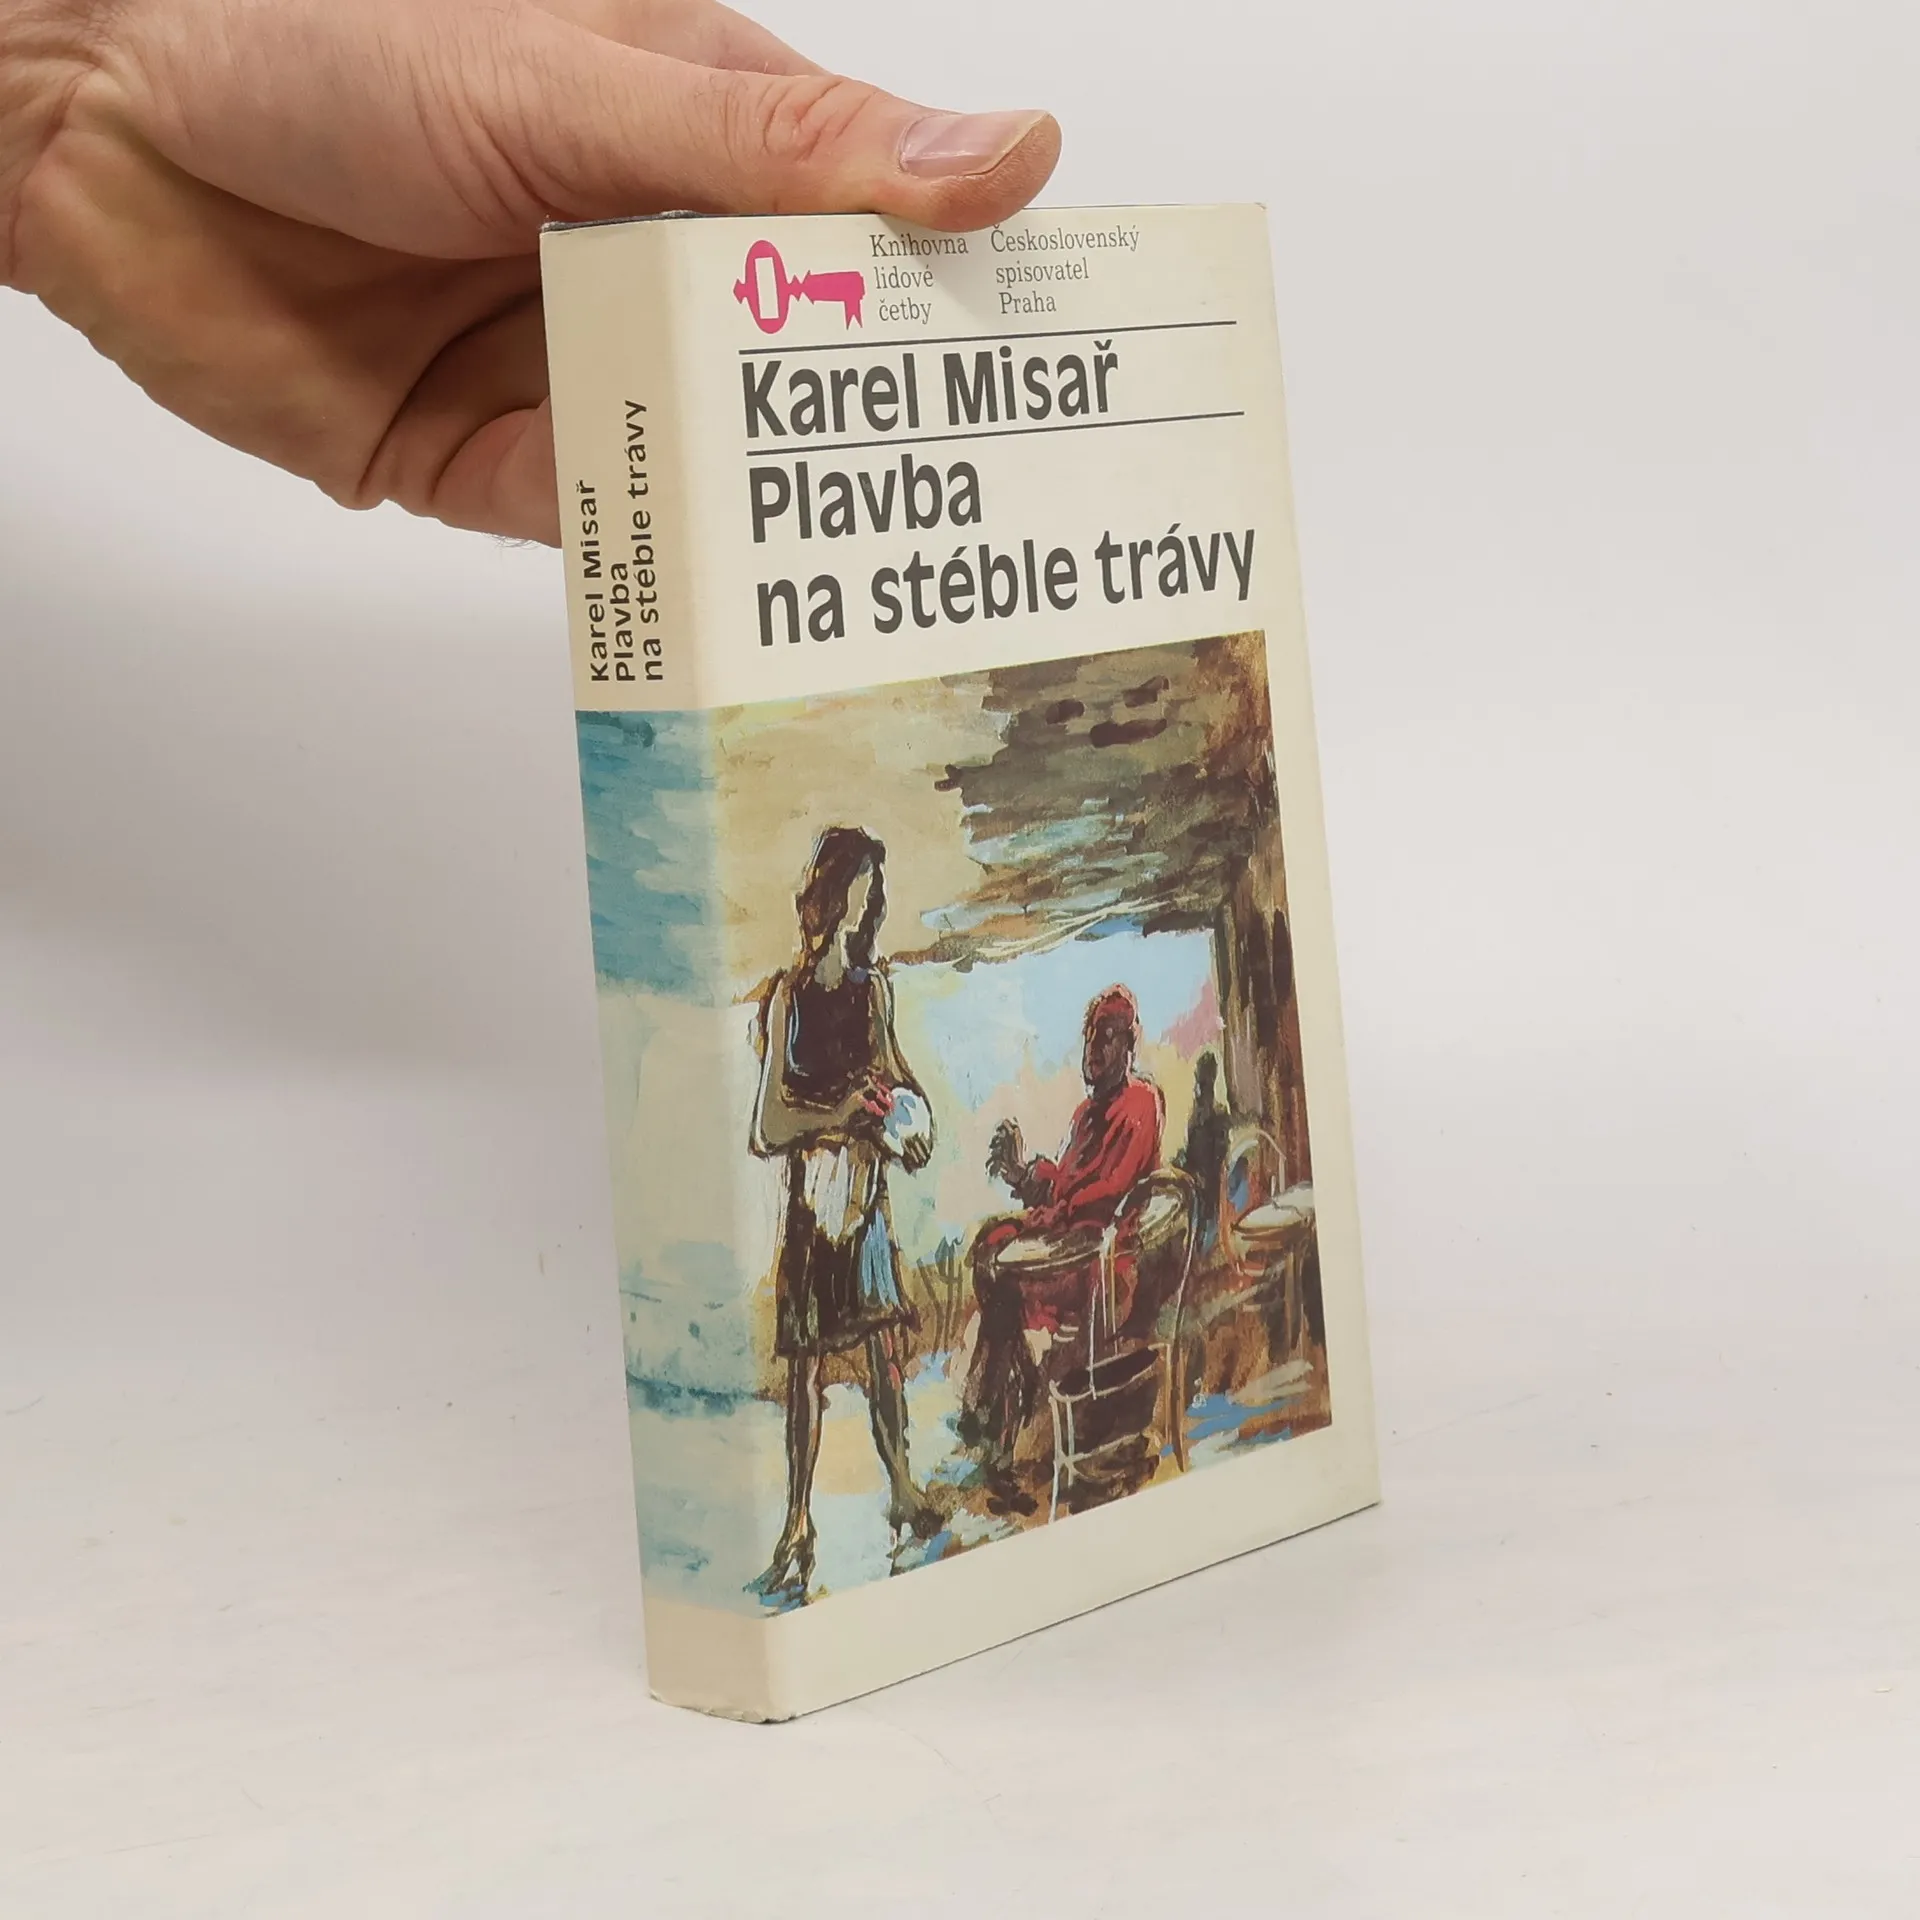 Knihovna
lidové
četby
Československý
spisovatel
Praha
Karel Misař
Plavba
na stéble trávy
Karel Misař
Plavba
na stéble trávy